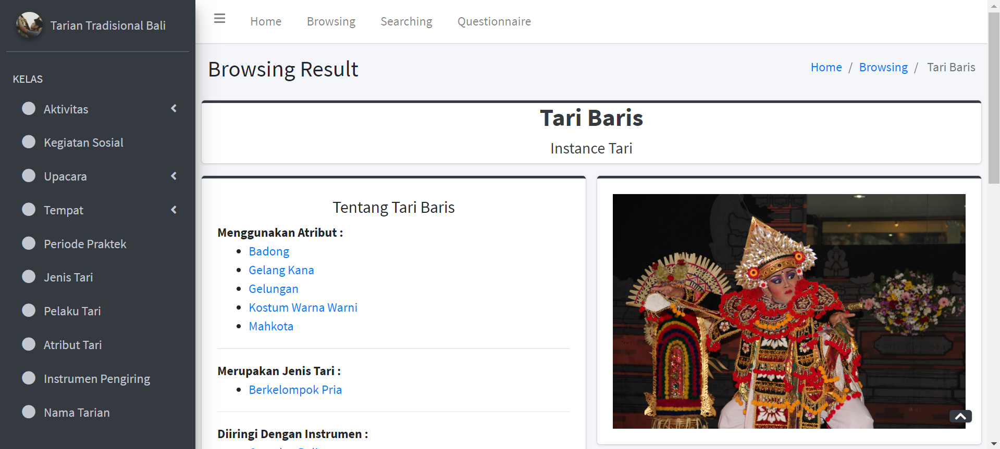 Tarian Tradisional Bali
KELAS
Aktivitas
Kegiatan Sosial
Upacara
Tempat
Periode Praktek
Jenis Tari
Pelaku Tari
Atribut Tari
Instrumen Pengiring
Nama Tarian
Home Browsing Searching Questionnaire
Browsing Result
Home / Browsing / Tari Baris
Tari Baris
Instance Tari
Tentang Tari Baris
Menggunakan Atribut :
Badong
Gelang Kana
Gelungan
Kostum Warna Warni
Mahkota
Merupakan Jenis Tari :
Berkelompok Pria
Diiringi Dengan Instrumen :